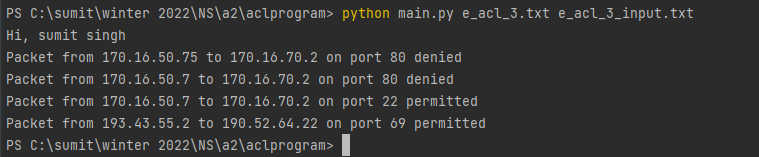 PS C:\sumit\winter 2022\NS\a2\aclprogram> python main.py e_acl_3.txt e_acl_3_input.txt
Hi, sumit singh
Packet from 170.16.50.75 to 170.16.70.2 on port 80 denied
Packet from 170.16.50.7 to 170.16.70.2 on port 80 denied
Packet from 170.16.50.7 to 170.16.70.2 on port 22 permitted
Packet from 193.43.55.2 to 190.52.64.22 on port 69 permitted
PS C:\sumit\winter 2022\NS\a2\aclprogram>